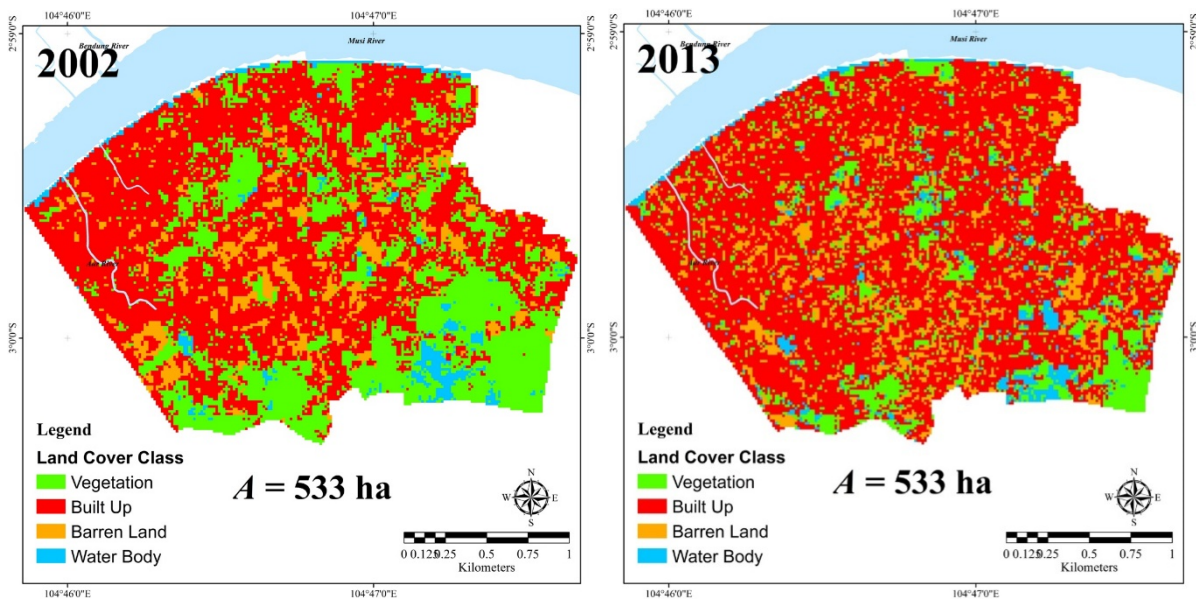 104°46'0"E 104°47'0"E
2°59'0"S
Bendung River
Musi River
2002
3°0'0"S
Legend
Land Cover Class
Vegetation
Built Up
Barren Land
Water Body
A = 533 ha
N
W E
S
0 0.125 0.25 0.5 0.75 1
Kilometers
104°46'0"E 104°47'0"E
104°46'0"E 104°47'0"E
2°59'0"S
Bendung River
Musi River
2013
3°0'0"S
Legend
Land Cover Class
Vegetation
Built Up
Barren Land
Water Body
A = 533 ha
N
W E
S
0 0.125 0.25 0.5 0.75 1
Kilometers
104°46'0"E 104°47'0"E